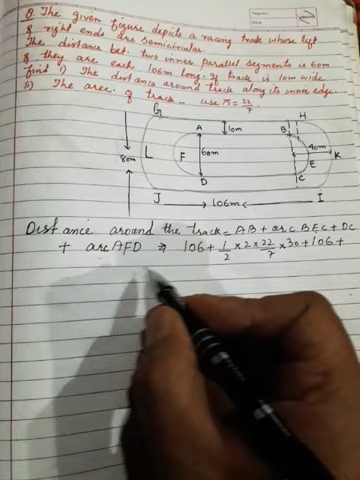 Q. The given figure depicts a racing track whose left
& right ends are semicircular.
The distance bet. two inner parallel segments is 60m
& they are each 106m long. If track is 10m wide
find i) The distance around track along its inner edge.
ii) The area of track - use π = 22/7
G H
A 10m B
80m L F 60m 40m K
E
D C
J 106m I
Distance around the track = AB + arc BEC + DC
+ arc AFD ⇒ 106 + 1/2 × 2 × 22/7 × 30 + 106 +